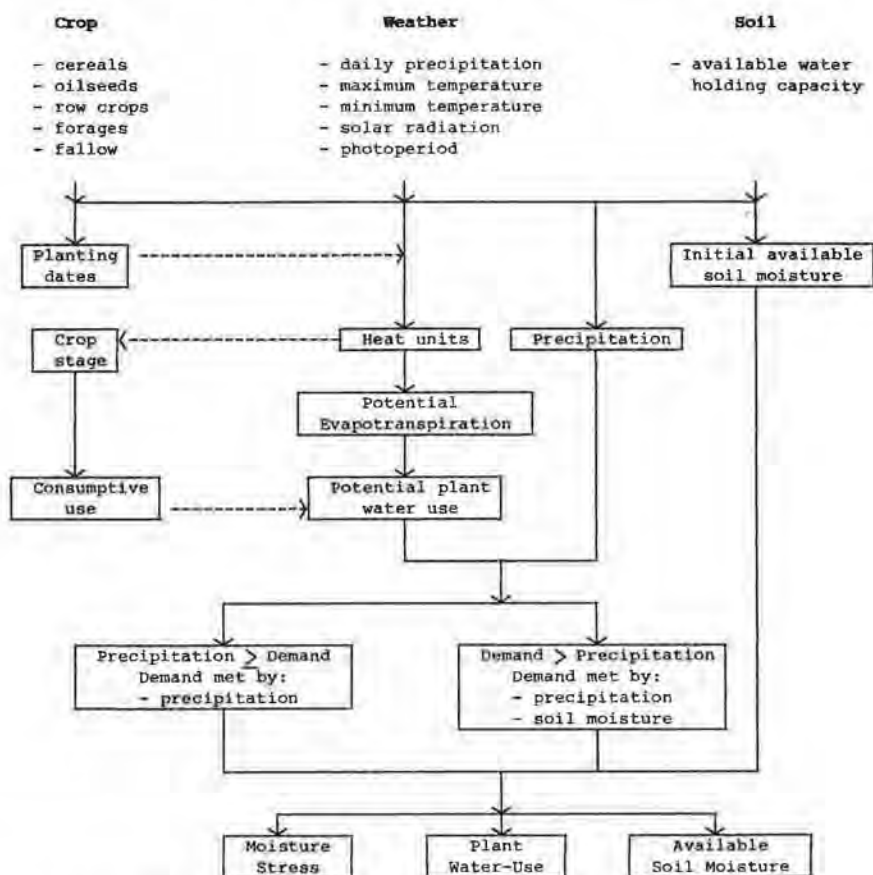 Crop
- cereals
- oilseeds
- row crops
- forages
- fallow
Weather
- daily precipitation
- maximum temperature
- minimum temperature
- solar radiation
- photoperiod
Soil
- available water
holding capacity
Planting
dates
Initial available
soil moisture
Crop
stage
Heat units
Precipitation
Potential
Evapotranspiration
Consumptive
use
Potential plant
water use
Precipitation ≥ Demand
Demand met by:
- precipitation
Demand > Precipitation
Demand met by:
- precipitation
- soil moisture
Moisture
Stress
Plant
Water-Use
Available
Soil Moisture